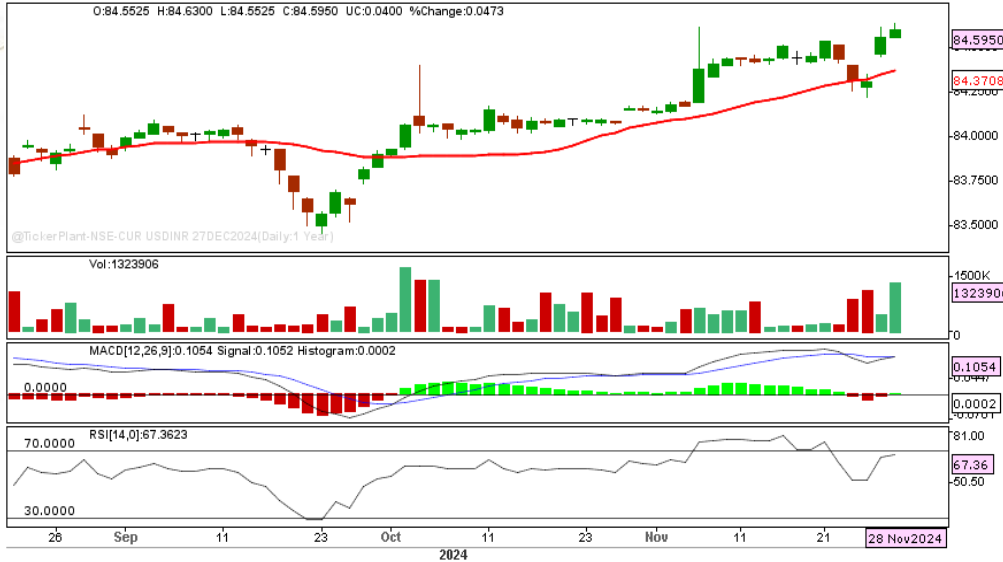 O:84.5525 H:84.6300 L:84.5525 C:84.5950 UC:0.0400 %Change:0.0473
84.5950
84.3708
84.2500
84.0000
83.7500
83.5000
@TickerPlant-NSE-CUR USDINR 27DEC2024(Daily:1 Year)
Vol:1323906
1500K
1323906
0
MACD[12,26,9]:0.1054 Signal:0.1052 Histogram:0.0002
0.1054
0.0000
0.0002
RSI[14,0]:67.3623
81.00
70.0000
67.36
50.50
30.0000
26 Sep 11 23 Oct 11 23 Nov 11 21 28 Nov2024
2024